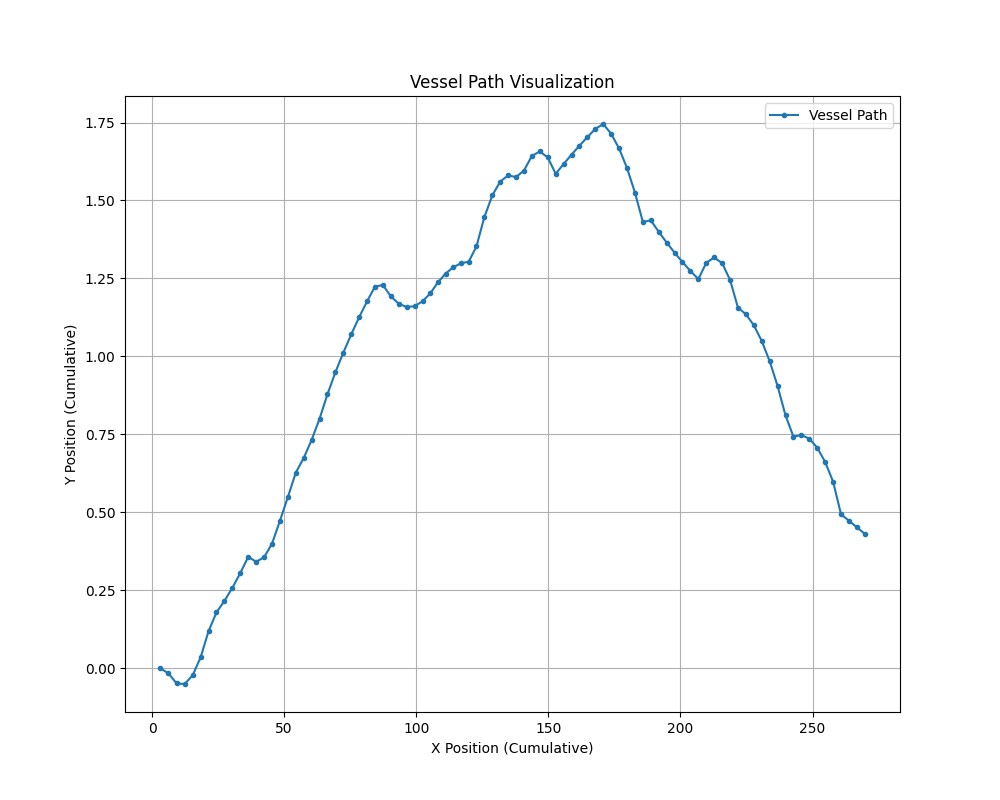 Vessel Path Visualization
Vessel Path
1.75
1.50
1.25
1.00
0.75
0.50
0.25
0.00
Y Position (Cumulative)
0 50 100 150 200 250
X Position (Cumulative)